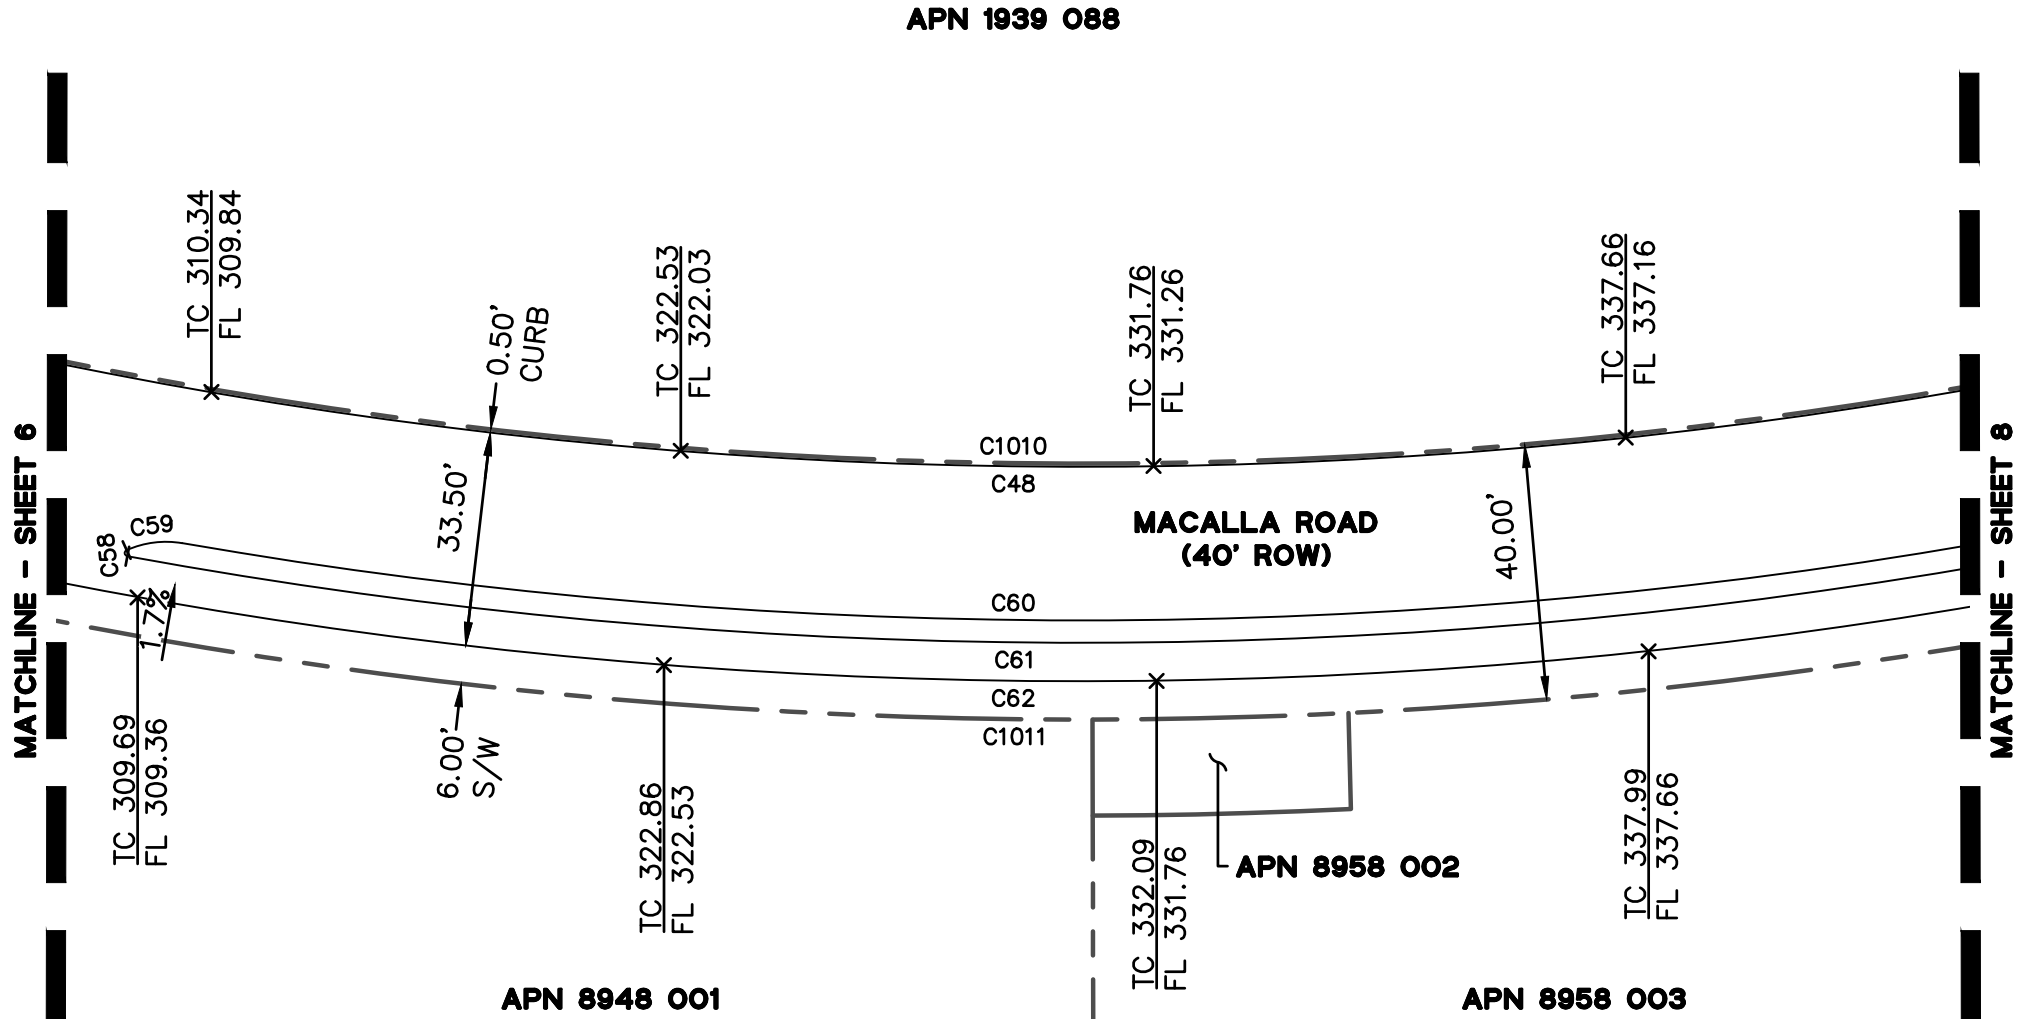 APN 1939 088
MATCHLINE - SHEET 6
TC 310.34
FL 309.84
0.50'
CURB
TC 322.53
FL 322.03
TC 331.76
FL 331.26
TC 337.66
FL 337.16
MATCHLINE - SHEET 8
C1010
C48
33.50'
MACALLA ROAD
(40' ROW)
40.00'
C59
C58
C60
1.7%
C61
C62
C1011
TC 309.69
FL 309.36
6.00'
S/W
TC 322.86
FL 322.53
TC 332.09
FL 331.76
APN 8958 002
TC 337.99
FL 337.66
APN 8948 001
APN 8958 003